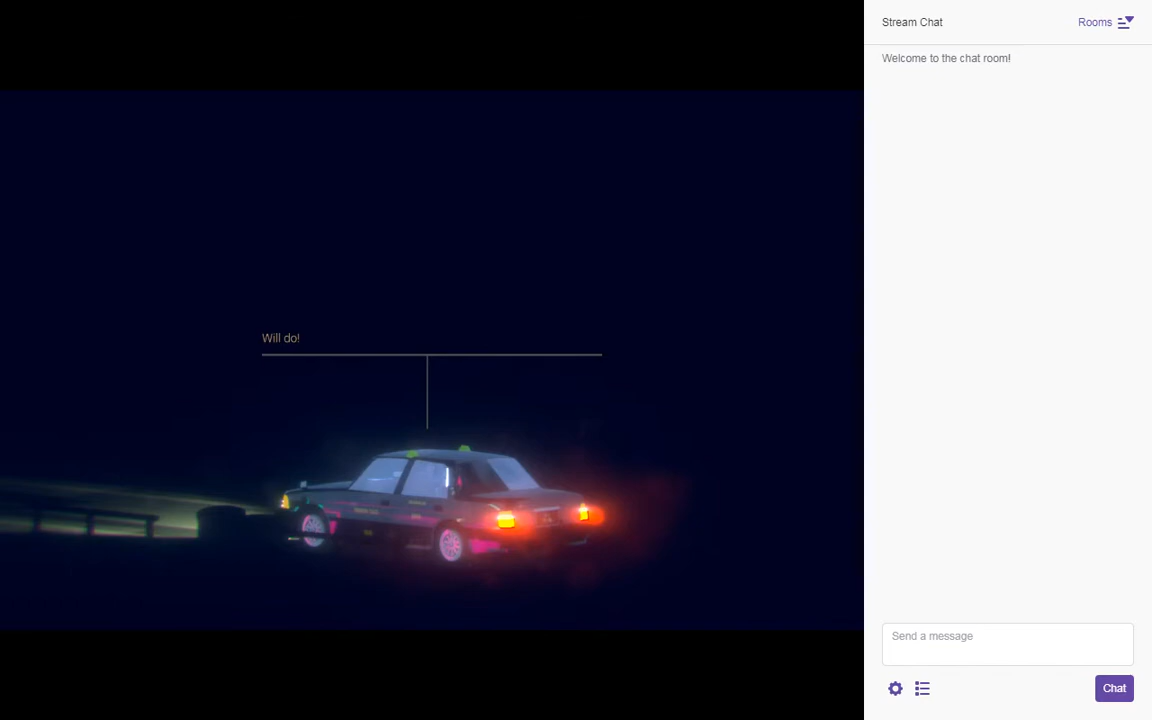 Stream Chat
Rooms
Welcome to the chat room!
Will do!
Send a message
Chat